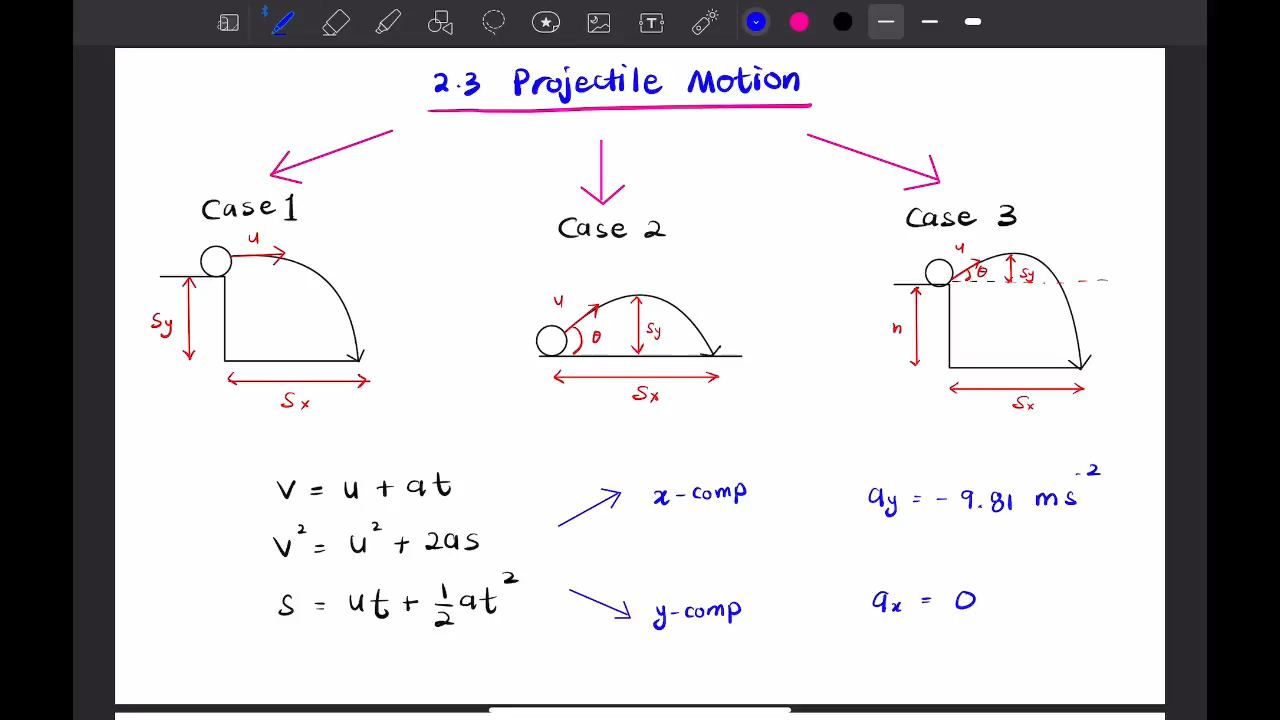 2.3 Projectile Motion
Case 1
u
Sy
Sx
Case 2
u
θ
Sy
Sx
Case 3
u
θ
Sy
h
Sx
v = u + at
v² = u² + 2as
s = ut + ½at²
x-comp
y-comp
ay = - 9.81 ms⁻²
ax = 0
T